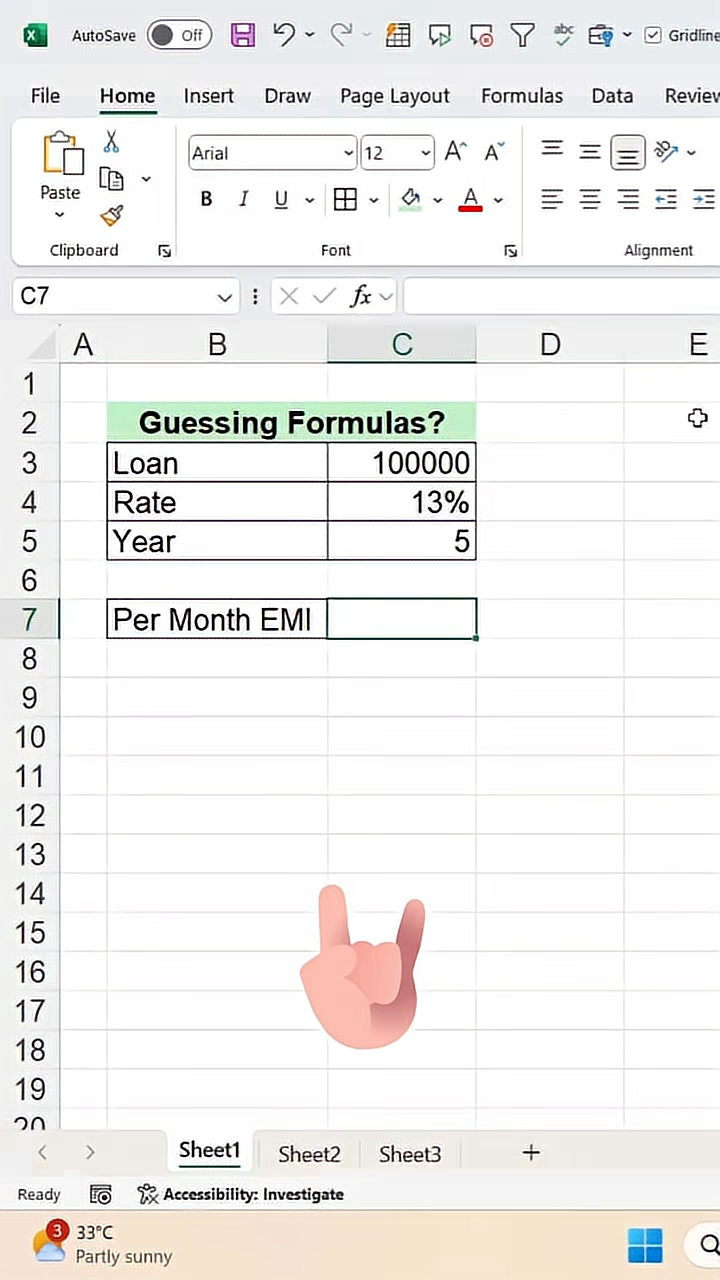 AutoSave Off abc Gridline
File Home Insert Draw Page Layout Formulas Data Review
Arial 12 A A
Paste B I U A
Clipboard Font Alignment
C7 fx
A B C D E
1
2 Guessing Formulas?
3 Loan 100000
4 Rate 13%
5 Year 5
6
7 Per Month EMI
8
9
10
11
12
13
14
15
16
17
18
19
20
Sheet1 Sheet2 Sheet3 +
Ready Accessibility: Investigate
3 33°C
Partly sunny